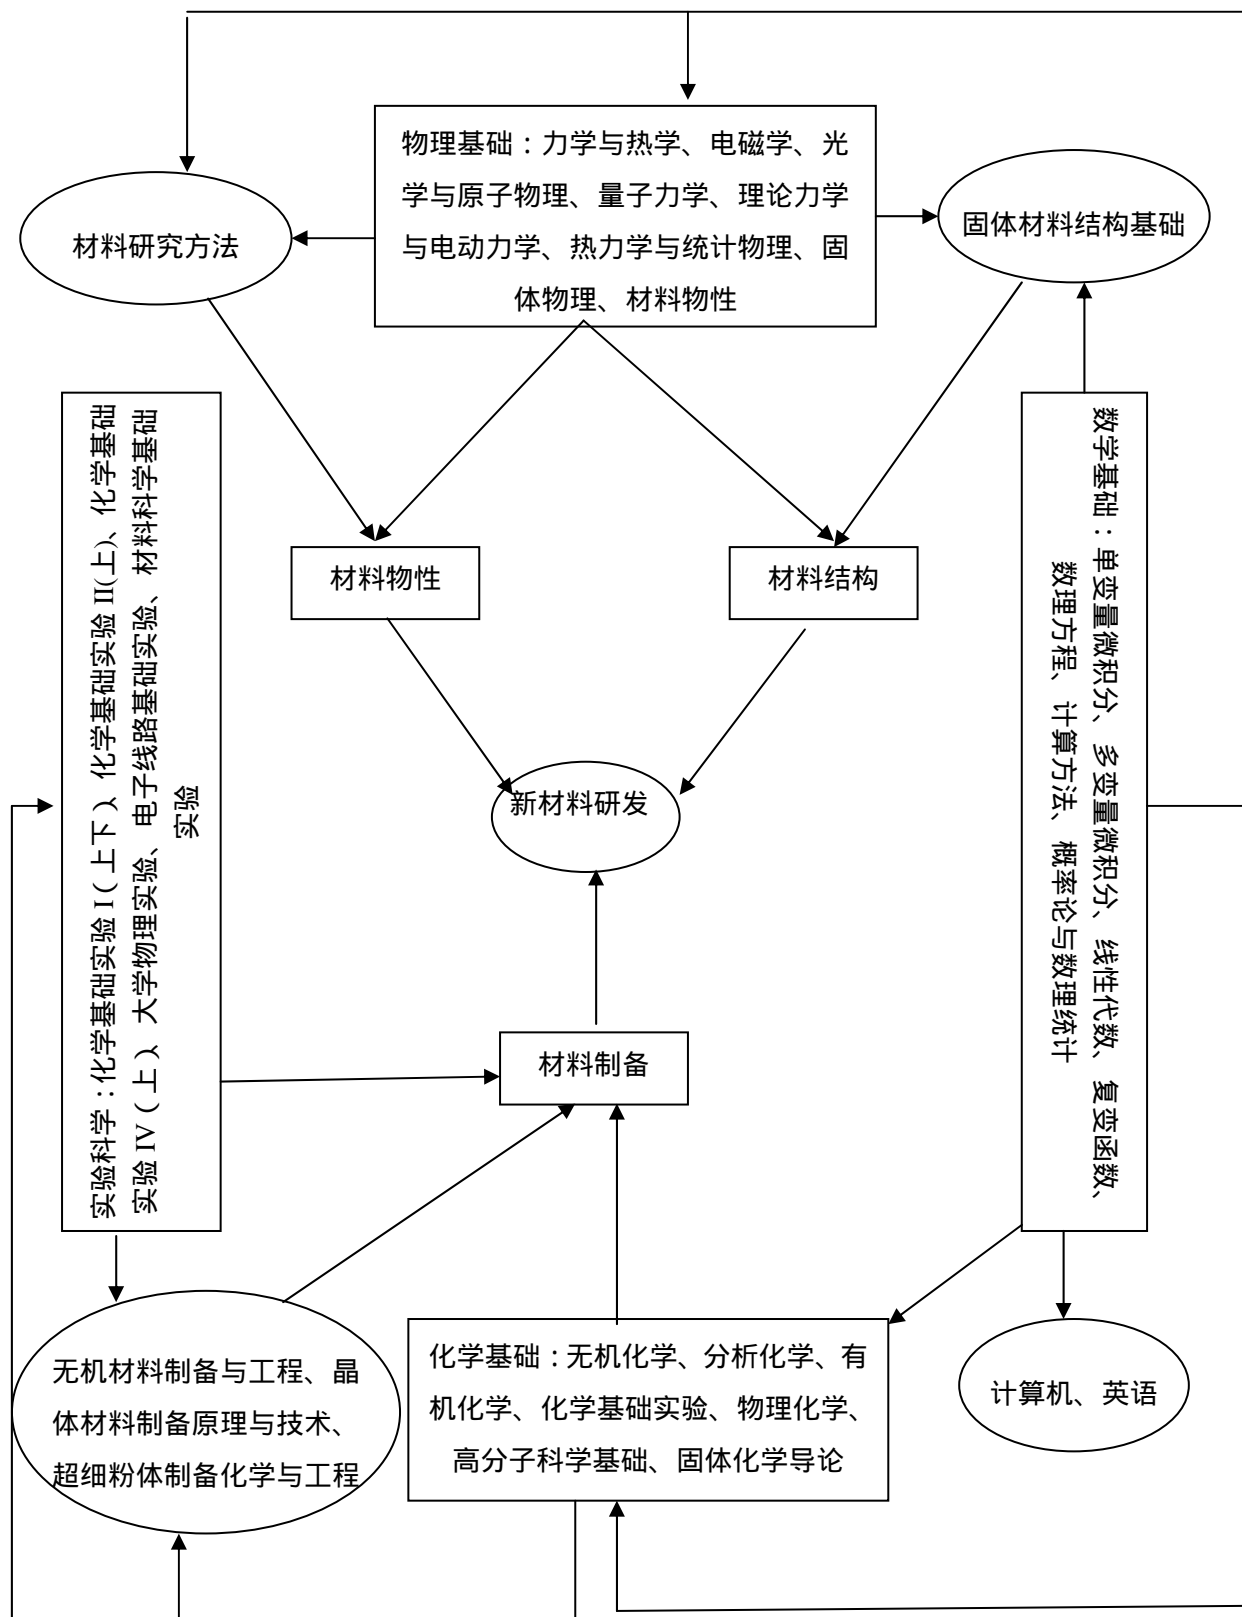 物理基础：力学与热学、电磁学、光
学与原子物理、量子力学、理论力学
与电动力学、热力学与统计物理、固
体物理、材料物性
材料研究方法
固体材料结构基础
实验科学：化学基础实验 I（上下）、化学基础实验 II(上)、化学基础
实验 IV（上）、大学物理实验、电子线路基础实验、材料科学基础
实验
材料物性
材料结构
数学基础：单变量微积分、多变量微积分、线性代数、复变函数、
数理方程、计算方法、概率论与数理统计
新材料研发
材料制备
无机材料制备与工程、晶
体材料制备原理与技术、
超细粉体制备化学与工程
化学基础：无机化学、分析化学、有
机化学、化学基础实验、物理化学、
高分子科学基础、固体化学导论
计算机、英语